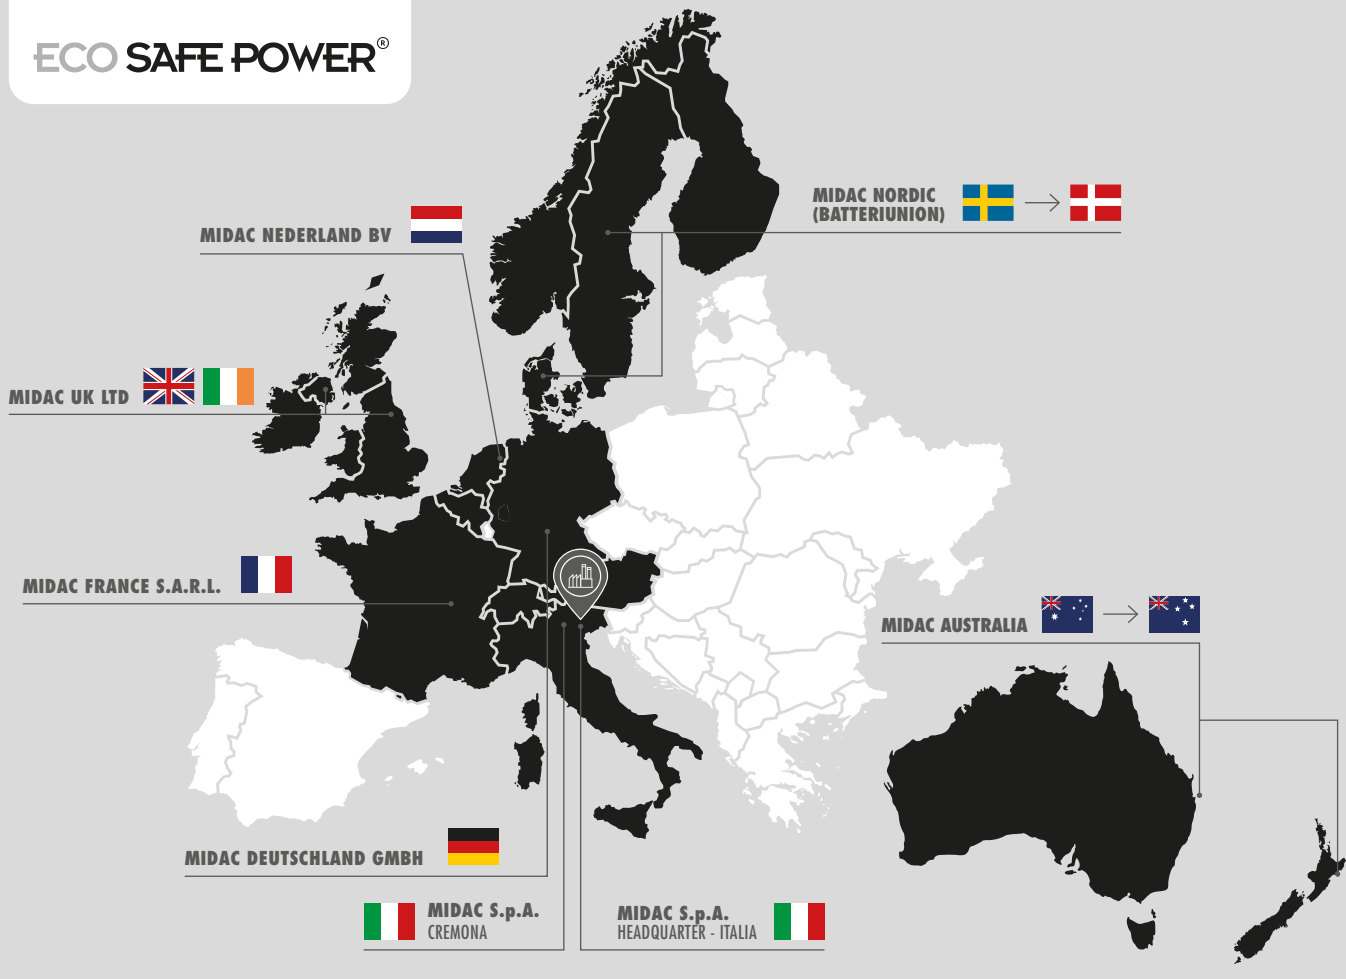 ECO SAFE POWER®
MIDAC NORDIC
(BATTERIUNION)
MIDAC NEDERLAND BV
MIDAC UK LTD
MIDAC FRANCE S.A.R.L.
MIDAC AUSTRALIA
MIDAC DEUTSCHLAND GMBH
MIDAC S.p.A.
CREMONA
MIDAC S.p.A.
HEADQUARTER - ITALIA